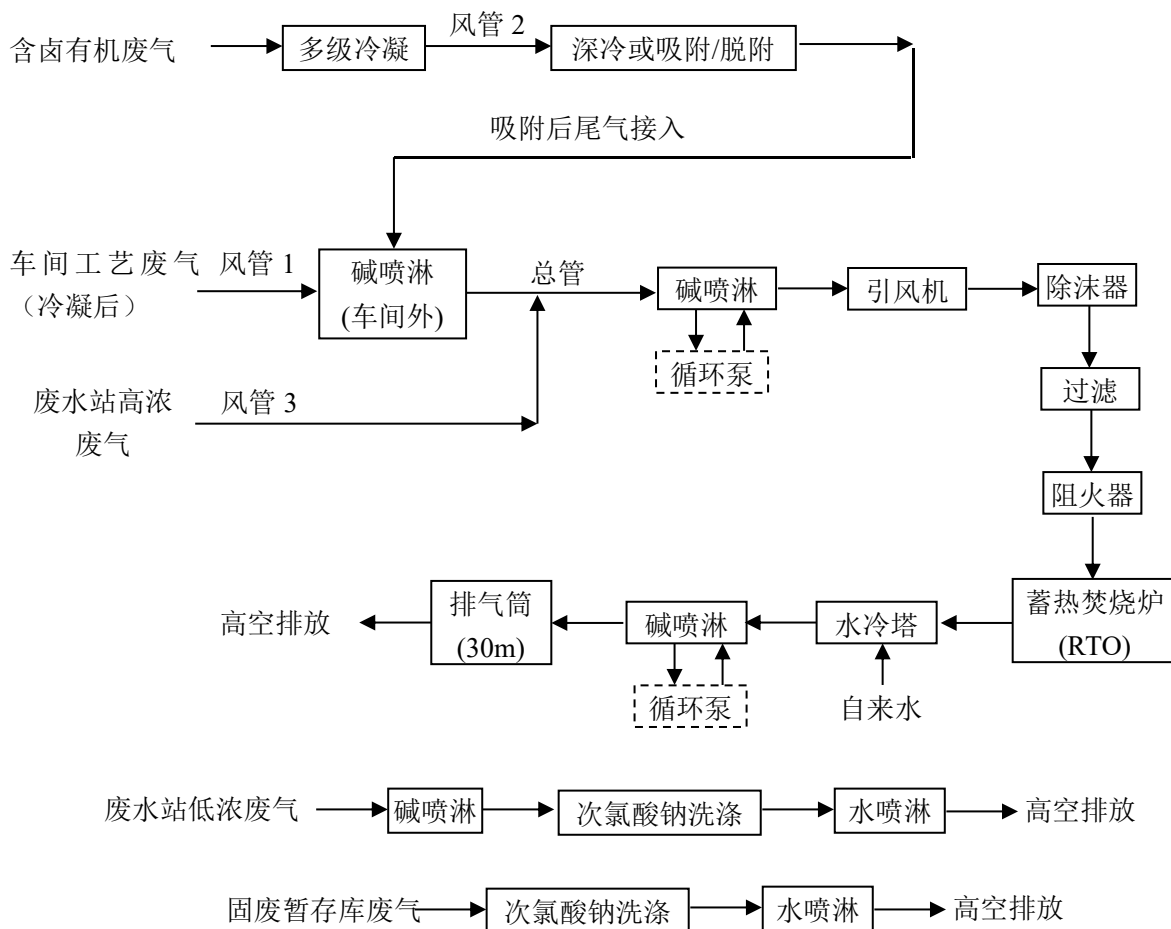 含卤有机废气
多级冷凝
风管 2
深冷或吸附/脱附
吸附后尾气接入
车间工艺废气
（冷凝后）
风管 1
碱喷淋
(车间外)
总管
碱喷淋
循环泵
引风机
除沫器
废水站高浓
废气
风管 3
过滤
阻火器
蓄热焚烧炉
(RTO)
水冷塔
自来水
碱喷淋
循环泵
排气筒
(30m)
高空排放
废水站低浓废气
碱喷淋
次氯酸钠洗涤
水喷淋
高空排放
固废暂存库废气
次氯酸钠洗涤
水喷淋
高空排放